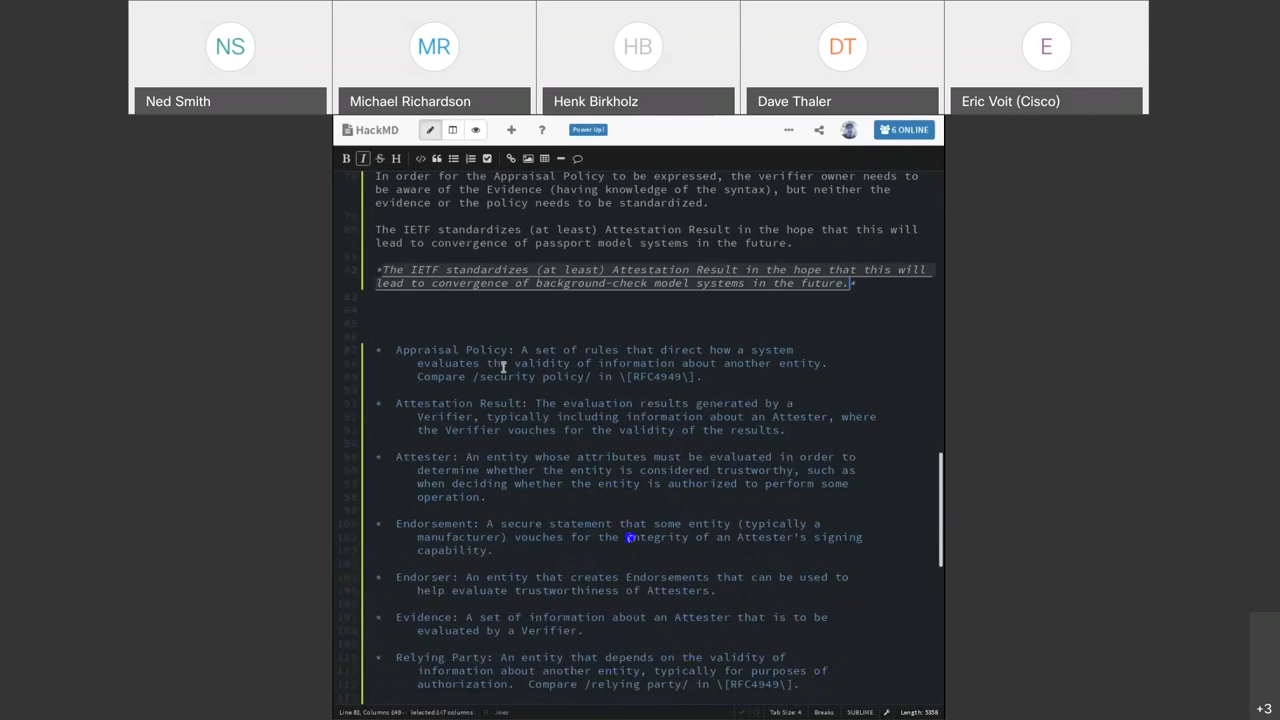 NS
MR
HB
DT
E
Ned Smith
Michael Richardson
Henk Birkholz
Dave Thaler
Eric Voit (Cisco)
HackMD
Power Up!
6 ONLINE
In order for the Appraisal Policy to be expressed, the verifier owner needs to
be aware of the Evidence (having knowledge of the syntax), but neither the
evidence or the policy needs to be standardized.
The IETF standardizes (at least) Attestation Result in the hope that this will
lead to convergence of passport model systems in the future.
*The IETF standardizes (at least) Attestation Result in the hope that this will
lead to convergence of background-check model systems in the future.*
* Appraisal Policy: A set of rules that direct how a system
evaluates the validity of information about another entity.
Compare /security policy/ in \[RFC4949\].
* Attestation Result: The evaluation results generated by a
Verifier, typically including information about an Attester, where
the Verifier vouches for the validity of the results.
* Attester: An entity whose attributes must be evaluated in order to
determine whether the entity is considered trustworthy, such as
when deciding whether the entity is authorized to perform some
operation.
* Endorsement: A secure statement that some entity (typically a
manufacturer) vouches for the integrity of an Attester's signing
capability.
* Endorser: An entity that creates Endorsements that can be used to
help evaluate trustworthiness of Attesters.
* Evidence: A set of information about an Attester that is to be
evaluated by a Verifier.
* Relying Party: An entity that depends on the validity of
information about another entity, typically for purposes of
authorization. Compare /relying party/ in \[RFC4949\].
Tab Size: 4 Breaks SUBLIME Length: 5358
+3